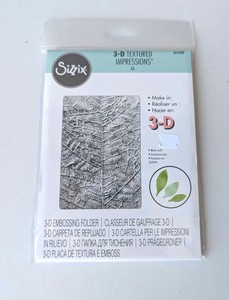 Sizzix
3-D TEXTURED
IMPRESSIONS
• Make in:
Réaliser un :
Hacer en:
3-D
3-D EMBOSSING FOLDER | CLASSEUR DE GAUFRAGE 3-D |
3-D CARPETA DE REPUJADO | 3-D CARTELLA PER LE IMPRESSIONI
IN RILIEVO | 3-D ПАПКА ДЛЯ ТИСНЕНИЯ | 3-D PRÄGEORDNER |
3-D PLACA DE TEXTURA E EMBOSS